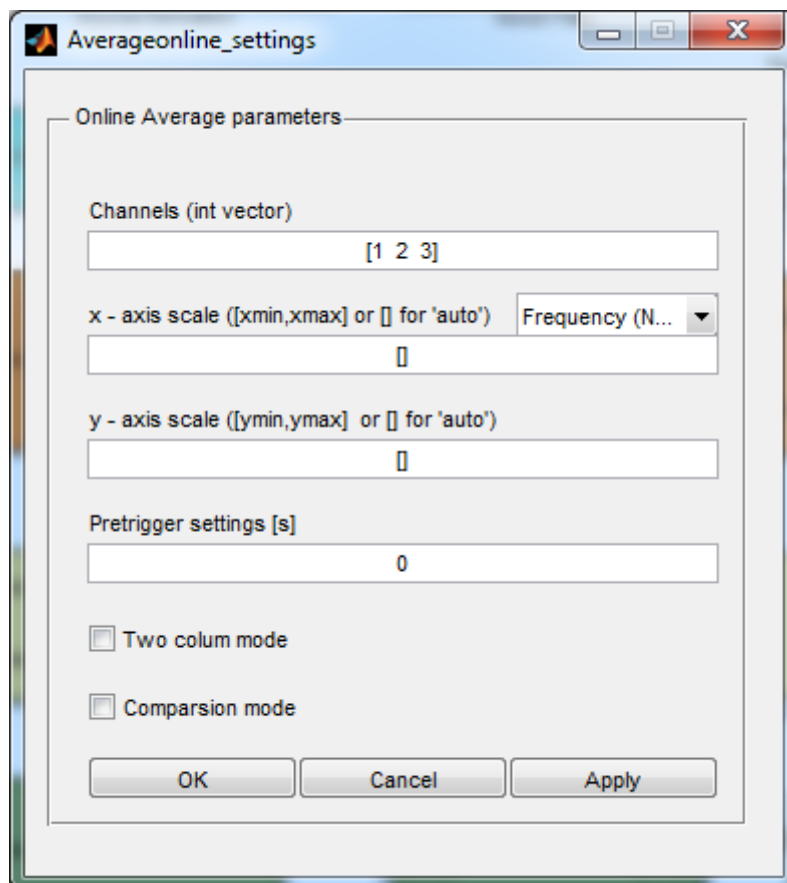 Averageonline_settings
Online Average parameters
Channels (int vector)
[1 2 3]
x - axis scale ([xmin,xmax] or [] for 'auto')
Frequency (N...
[]
y - axis scale ([ymin,ymax] or [] for 'auto')
[]
Pretrigger settings [s]
0
Two colum mode
Comparsion mode
OK
Cancel
Apply